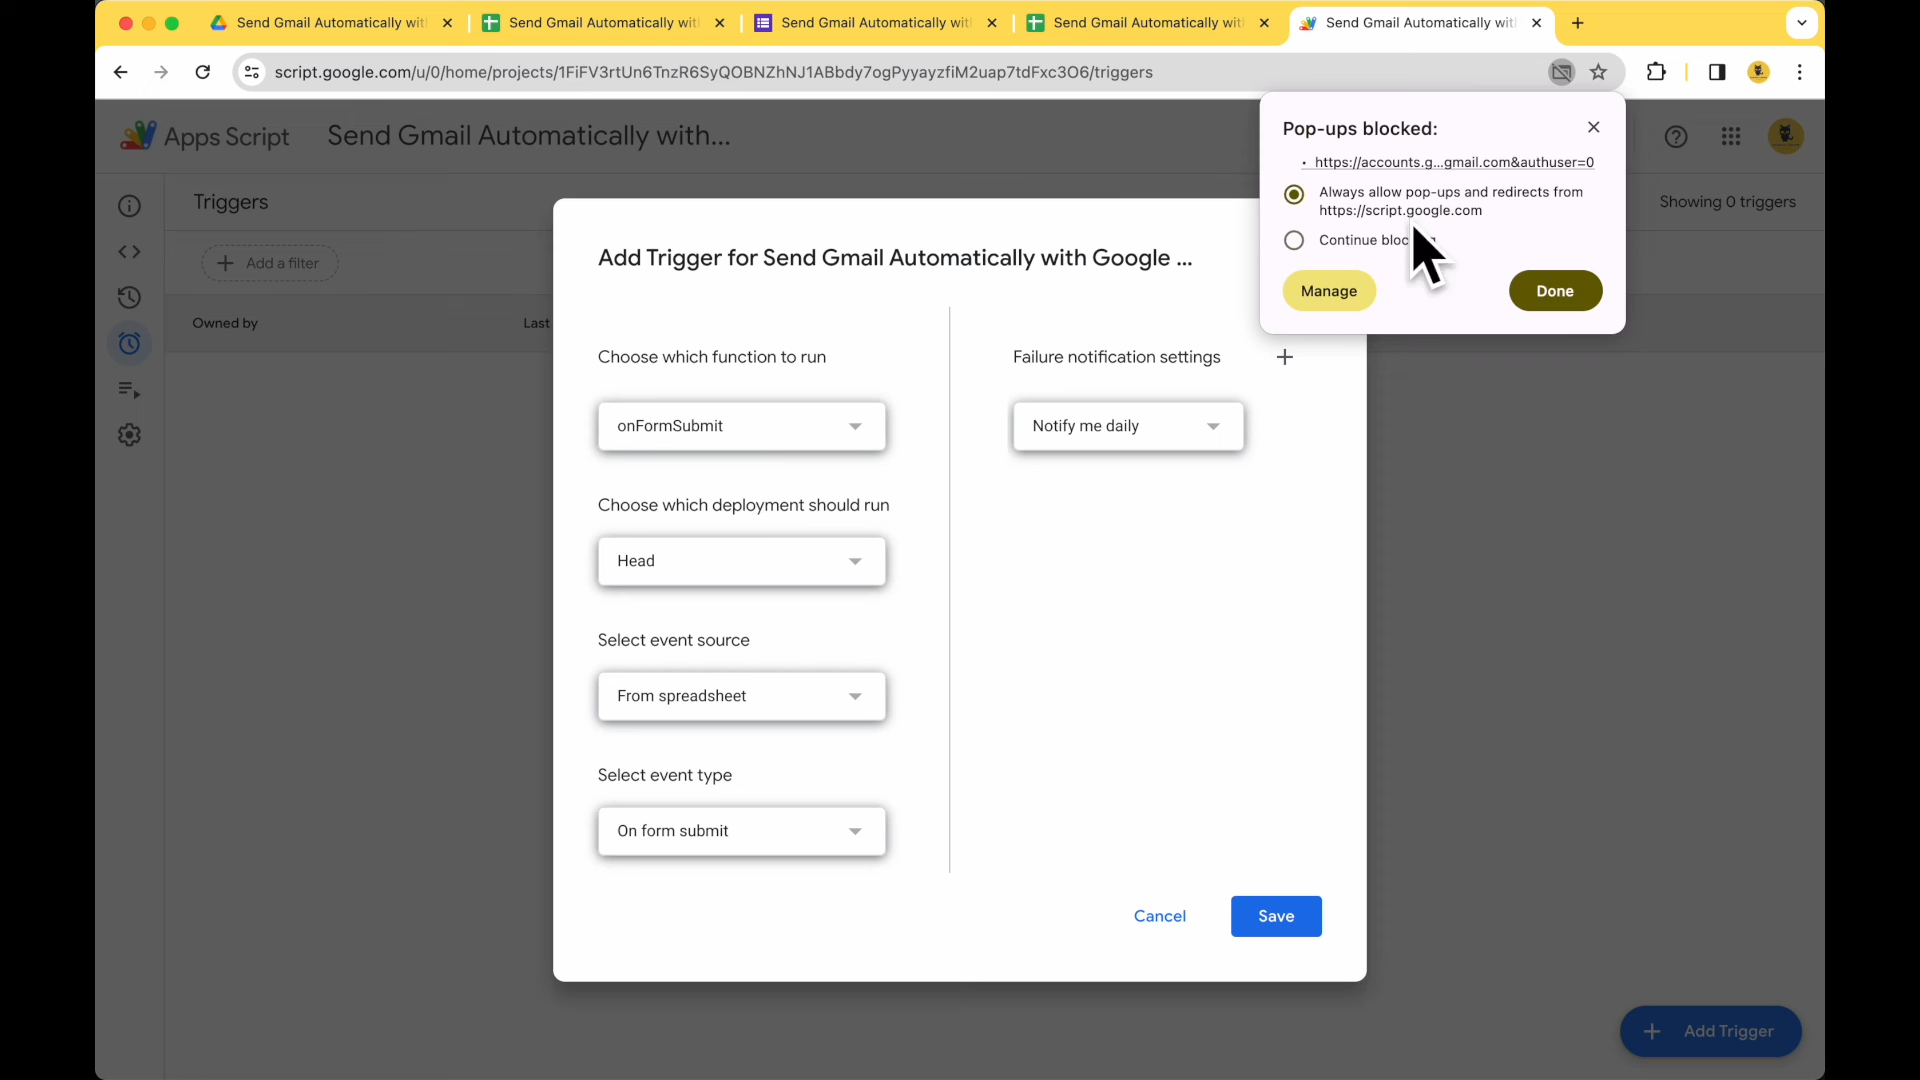 Send Gmail Automatically wit
Send Gmail Automatically wit
Send Gmail Automatically wit
Send Gmail Automatically wit
Send Gmail Automatically wit
script.google.com/u/0/home/projects/1FiFV3rtUn6TnzR6SyQOBNZhNJ1ABbdy7ogPyyayzfiM2uap7tdFxc3O6/triggers
Apps Script
Send Gmail Automatically with...
Pop-ups blocked:
• https://accounts.g...gmail.com&authuser=0
Always allow pop-ups and redirects from
https://script.google.com
Continue bloc
Manage
Done
Triggers
Showing 0 triggers
Add a filter
Owned by
Last
Add Trigger for Send Gmail Automatically with Google ...
Choose which function to run
onFormSubmit
Choose which deployment should run
Head
Select event source
From spreadsheet
Select event type
On form submit
Failure notification settings
Notify me daily
Cancel
Save
Add Trigger